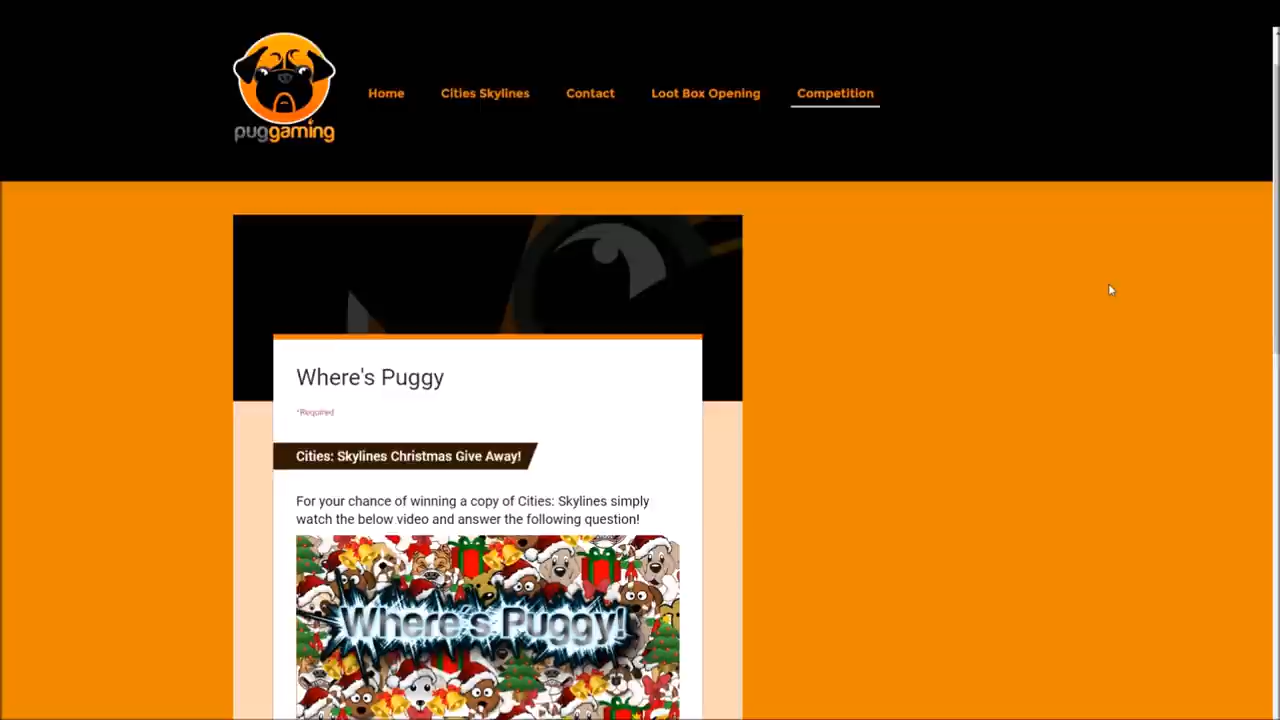 puggaming
Home Cities Skylines Contact Loot Box Opening Competition
Where's Puggy
*Required
Cities: Skylines Christmas Give Away!
For your chance of winning a copy of Cities: Skylines simply
watch the below video and answer the following question!
Where's Puggy!